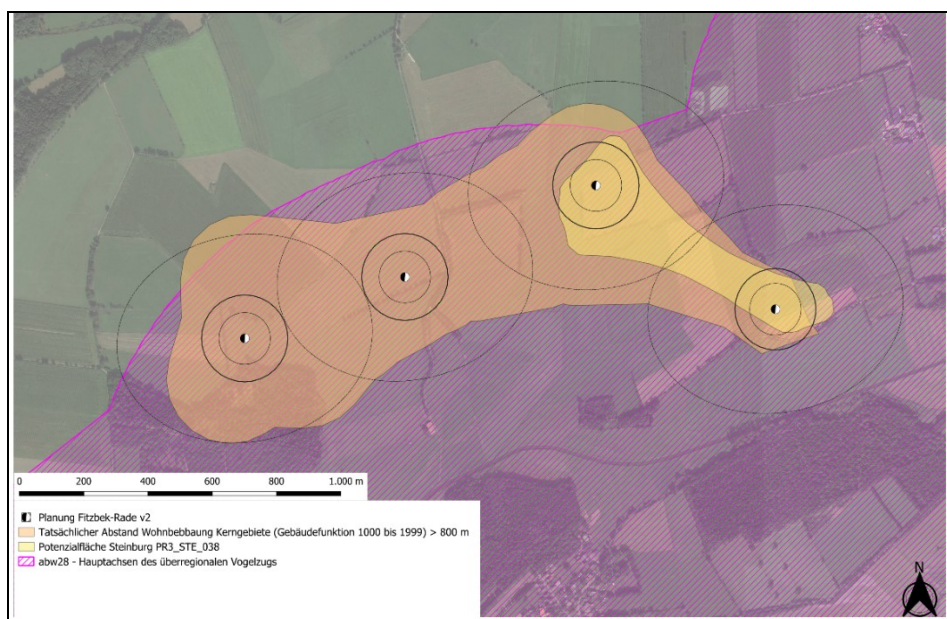 0 200 400 600 800 1.000 m
Planung Fitzbek-Rade v2
Tatsächlicher Abstand Wohnbebbaung Kerngebiete (Gebäudefunktion 1000 bis 1999) > 800 m
Potenzialfläche Steinburg PR3_STE_038
abw28 - Hauptachsen des überregionalen Vogelzugs
N